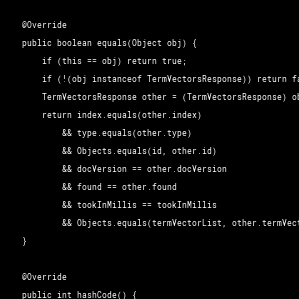 @Override
public boolean equals(Object obj) {
if (this == obj) return true;
if (!(obj instanceof TermVectorsResponse)) return fa
TermVectorsResponse other = (TermVectorsResponse) ob
return index.equals(other.index)
&& type.equals(other.type)
&& Objects.equals(id, other.id)
&& docVersion == other.docVersion
&& found == other.found
&& tookInMillis == tookInMillis
&& Objects.equals(termVectorList, other.termVect
}
@Override
public int hashCode() {